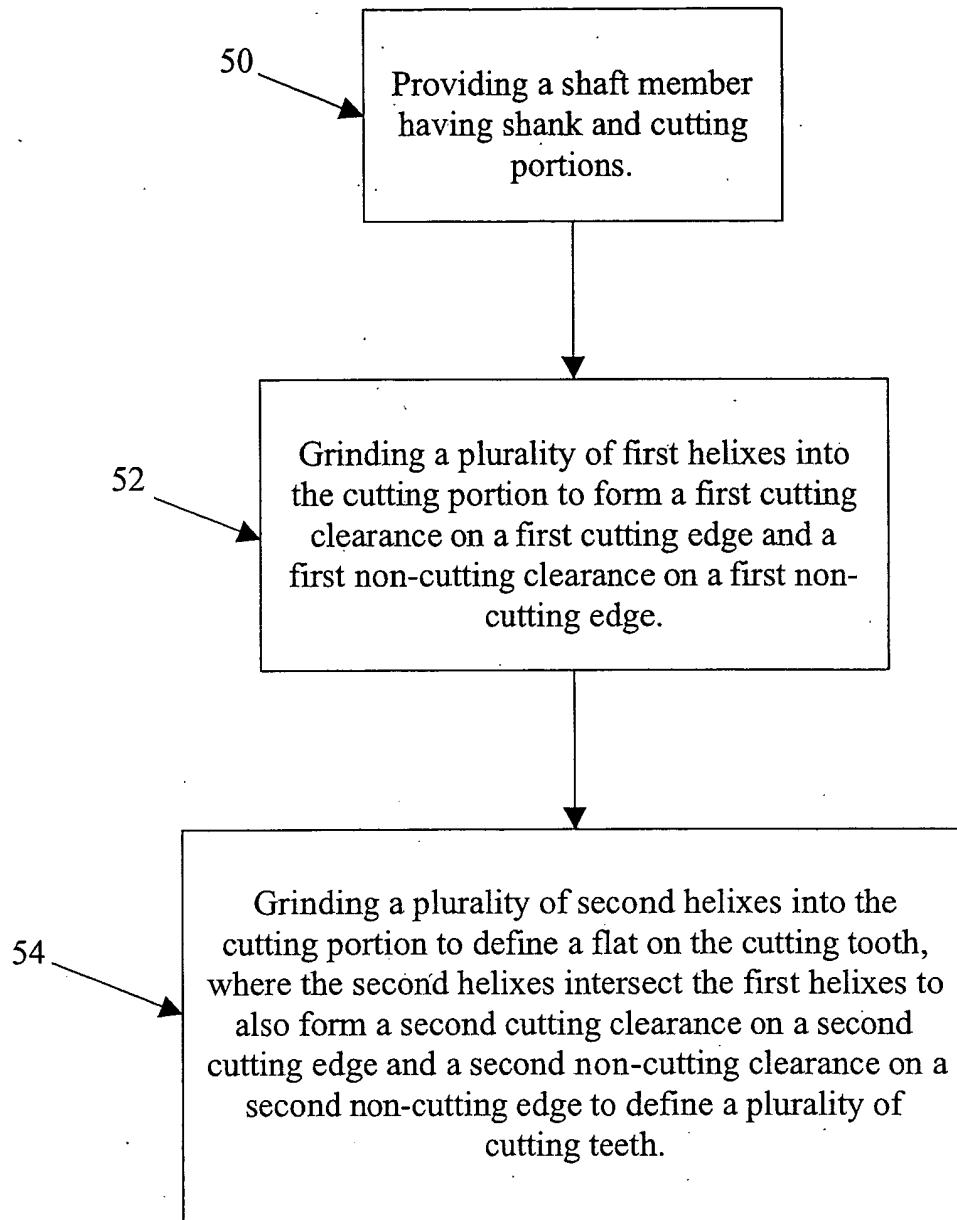 50
Providing a shaft member
having shank and cutting
portions.
52
Grinding a plurality of first helixes into
the cutting portion to form a first cutting
clearance on a first cutting edge and a
first non-cutting clearance on a first non-
cutting edge.
54
Grinding a plurality of second helixes into the
cutting portion to define a flat on the cutting tooth,
where the second helixes intersect the first helixes to
also form a second cutting clearance on a second
cutting edge and a second non-cutting clearance on a
second non-cutting edge to define a plurality of
cutting teeth.